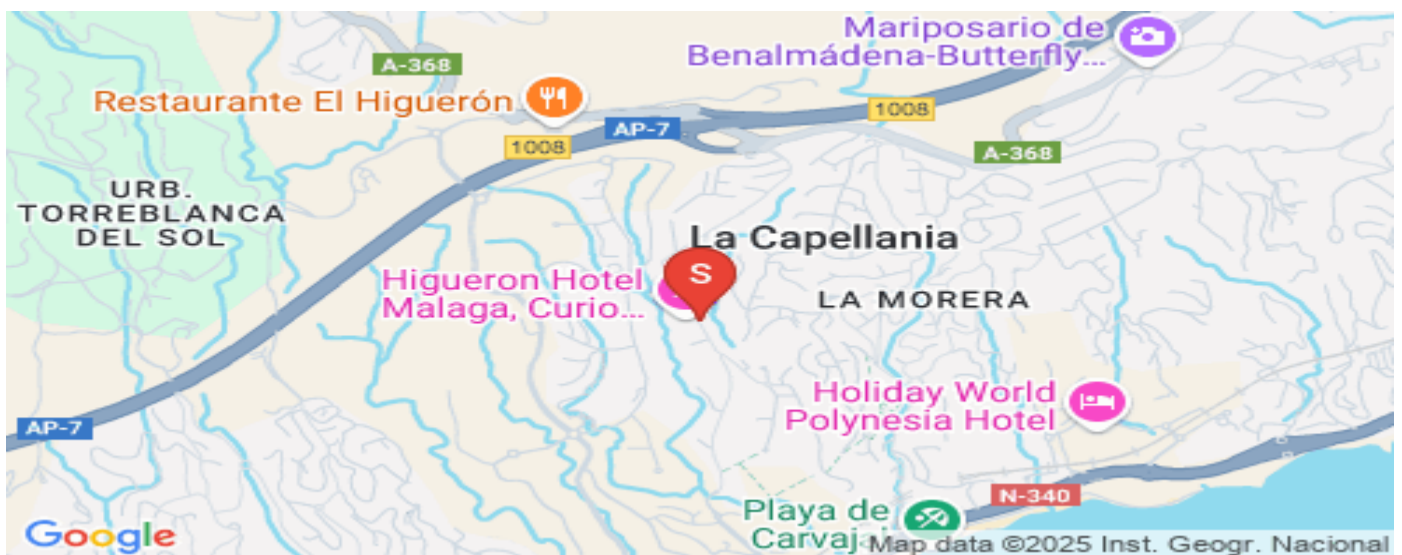 Mariposario de
Benalmádena-Butterfly...
A-368
Restaurante El Higuerón
1008
AP-7
1008
A-368
URB.
TORREBLANCA
DEL SOL
La Capellania
S
Higueron Hotel
Malaga, Curio...
LA MORERA
Holiday World
Polynesia Hotel
AP-7
N-340
Playa de
Carvaj
Google
Map data ©2025 Inst. Geogr. Nacional